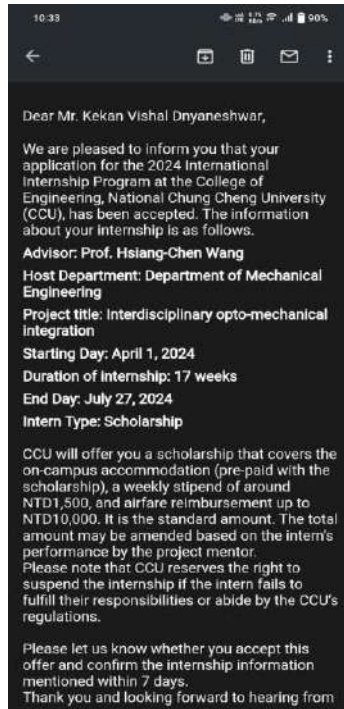 10:33
90%
Dear Mr. Kekan Vishal Dnyaneshwar,
We are pleased to inform you that your
application for the 2024 International
Internship Program at the College of
Engineering, National Chung Cheng University
(CCU), has been accepted. The information
about your internship is as follows.
Advisor: Prof. Hsiang-Chen Wang
Host Department: Department of Mechanical
Engineering
Project title: Interdisciplinary opto-mechanical
integration
Starting Day: April 1, 2024
Duration of internship: 17 weeks
End Day: July 27, 2024
Intern Type: Scholarship
CCU will offer you a scholarship that covers the
on-campus accommodation (pre-paid with the
scholarship), a weekly stipend of around
NTD1,500, and airfare reimbursement up to
NTD10,000. It is the standard amount. The total
amount may be amended based on the intern's
performance by the project mentor.
Please note that CCU reserves the right to
suspend the internship if the intern fails to
fulfill their responsibilities or abide by the CCU's
regulations.
Please let us know whether you accept this
offer and confirm the internship information
mentioned within 7 days.
Thank you and looking forward to hearing from